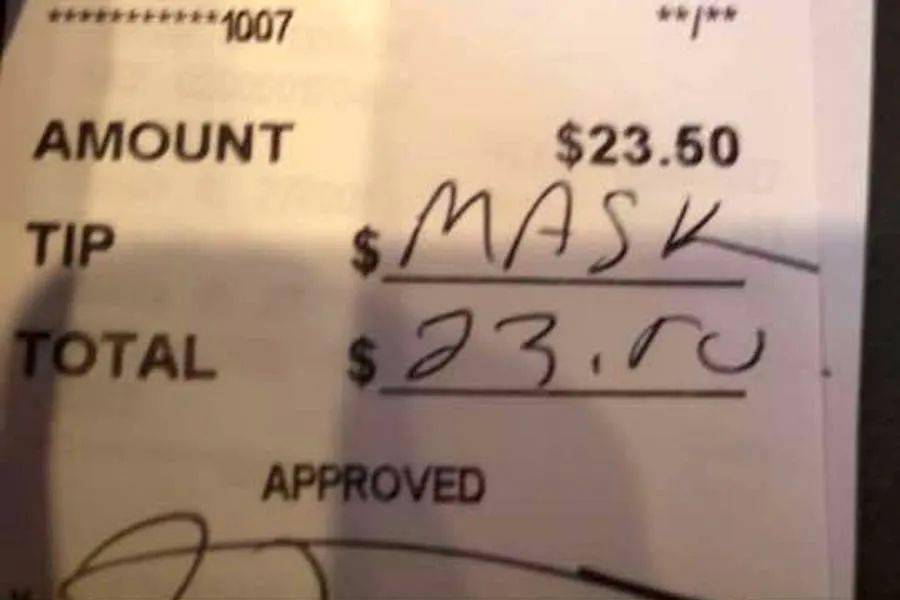 ***********1007 **/**
AMOUNT $23.50
TIP $ MASK
TOTAL $ 23.50
APPROVED